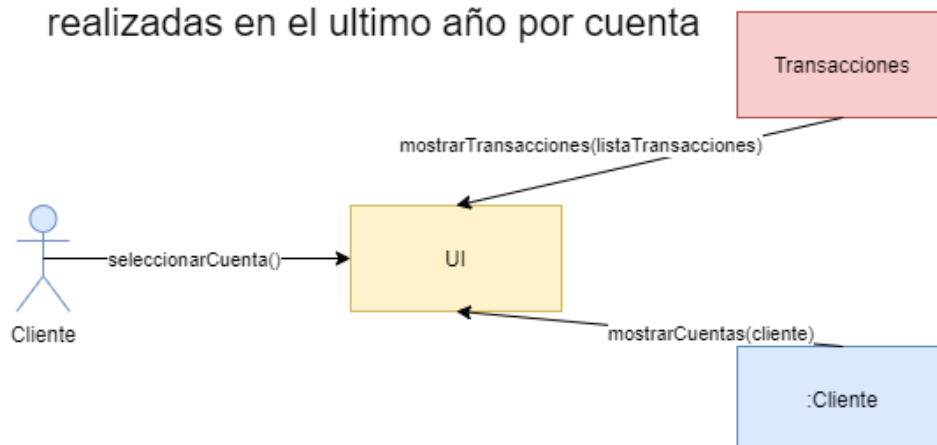 realizadas en el ultimo año por cuenta
Transacciones
mostrarTransacciones(listaTransacciones)
seleccionarCuenta()
UI
Cliente
mostrarCuentas(cliente)
:Cliente